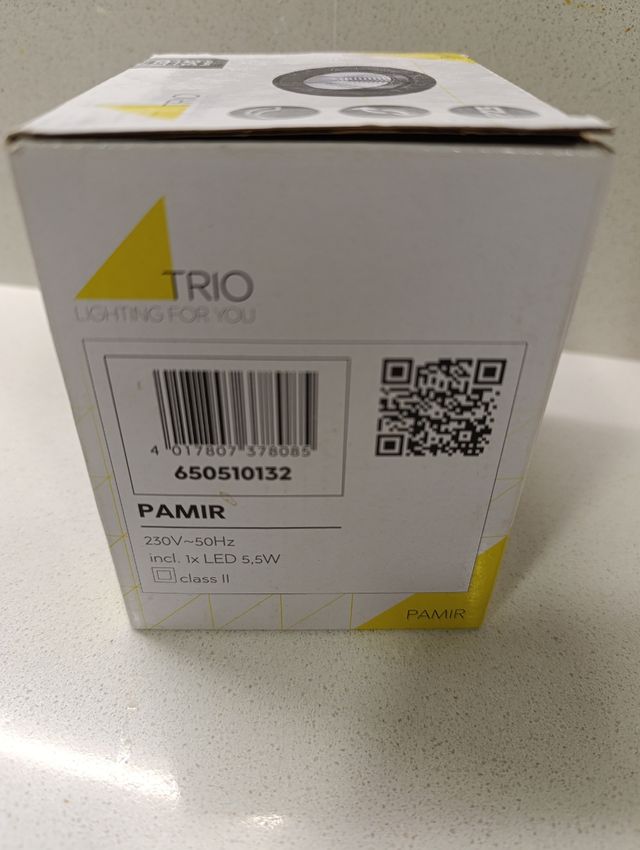 TRIO
LIGHTING FOR YOU
4 017807 378085
650510132
PAMIR
230V~50Hz
incl. 1x LED 5,5W
class II
PAMIR